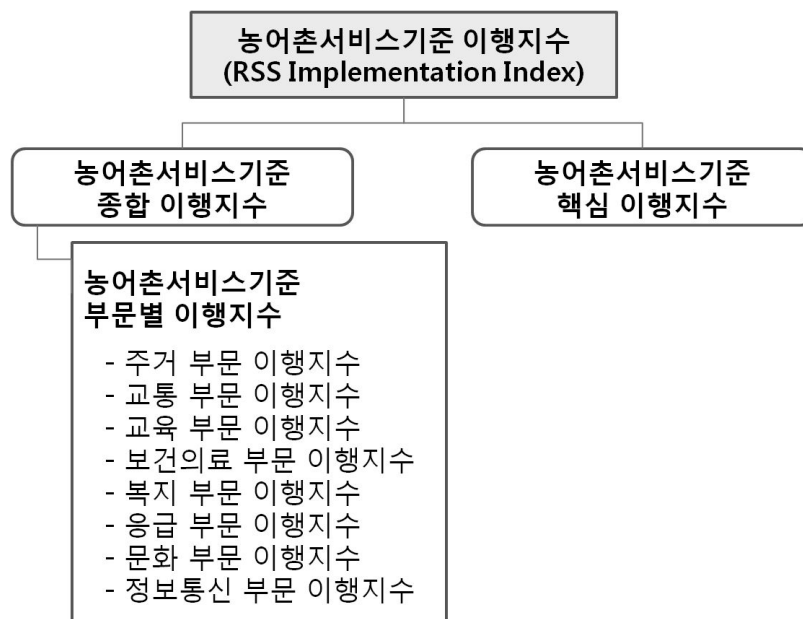 농어촌서비스기준 이행지수
(RSS Implementation Index)
농어촌서비스기준
종합 이행지수
농어촌서비스기준
핵심 이행지수
농어촌서비스기준
부문별 이행지수
- 주거 부문 이행지수
- 교통 부문 이행지수
- 교육 부문 이행지수
- 보건의료 부문 이행지수
- 복지 부문 이행지수
- 응급 부문 이행지수
- 문화 부문 이행지수
- 정보통신 부문 이행지수